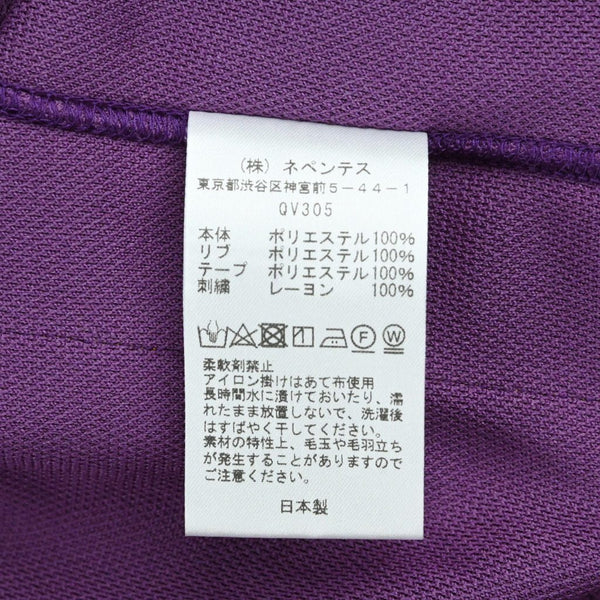 （株）ネペンテス
東京都渋谷区神宮前５－４４－１
QV305
本体 ポリエステル100%
リブ ポリエステル100%
テープ ポリエステル100%
刺繍 レーヨン 100%
F W
柔軟剤禁止
アイロン掛けはあて布使用
長時間水に漬けておいたり、濡
れたまま放置しないで、洗濯後
はすばやく干してください。
素材の特性上、毛玉や毛羽立ち
が発生することがありますので
ご注意ください。
日本製